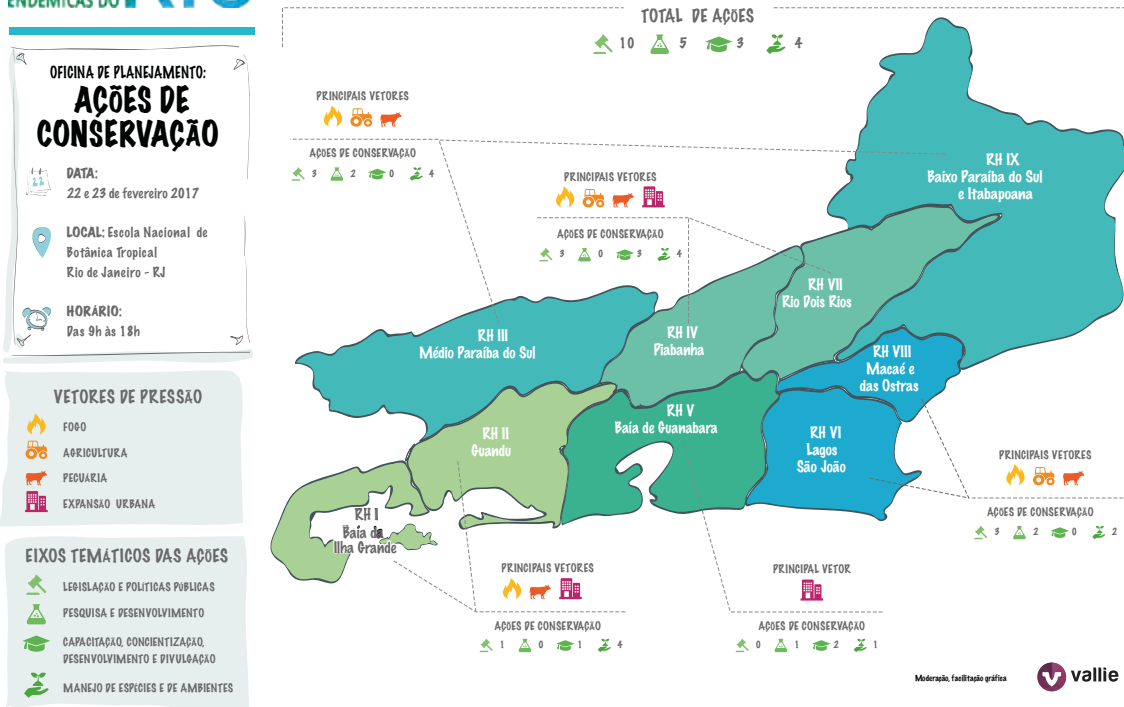 ENDÊMICAS DO RIO
OFICINA DE PLANEJAMENTO:
AÇÕES DE
CONSERVAÇÃO
22
DATA:
22 e 23 de fevereiro 2017
LOCAL: Escola Nacional de
Botânica Tropical
Rio de Janeiro - RJ
HORÁRIO:
Das 9h às 18h
VETORES DE PRESSÃO
FOGO
AGRICULTURA
PECUÁRIA
EXPANSÃO URBANA
EIXOS TEMÁTICOS DAS AÇÕES
LEGISLAÇÃO E POLÍTICAS PÚBLICAS
PESQUISA E DESENVOLVIMENTO
CAPACITAÇÃO, CONCIENTIZAÇÃO,
DESENVOLVIMENTO E DIVULGAÇÃO
MANEJO DE ESPÉCIES E DE AMBIENTES
TOTAL DE AÇÕES
10 5 3 4
PRINCIPAIS VETORES
AÇÕES DE CONSERVAÇÃO
3 2 0 4
PRINCIPAIS VETORES
AÇÕES DE CONSERVAÇÃO
3 0 3 4
RH IX
Baixo Paraíba do Sul
e Itabapoana
RH VII
Rio Dois Rios
RH III
Médio Paraíba do Sul
RH IV
Piabanha
RH VIII
Macaé e
das Ostras
RH V
Baía de Guanabara
RH II
Guandu
RH VI
Lagos
São João
RH I
Baía da
Ilha Grande
PRINCIPAIS VETORES
AÇÕES DE CONSERVAÇÃO
3 2 0 2
PRINCIPAIS VETORES
AÇÕES DE CONSERVAÇÃO
1 0 1 4
PRINCIPAL VETOR
AÇÕES DE CONSERVAÇÃO
0 1 2 1
Moderação, facilitação gráfica
vallie